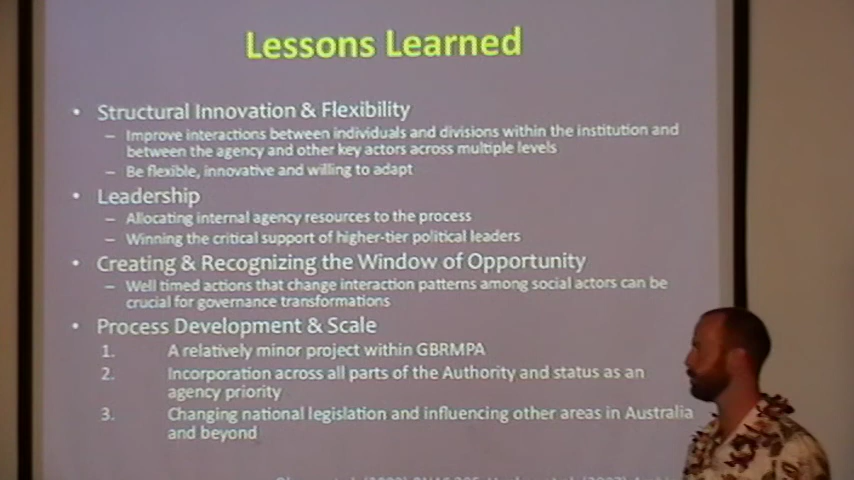 Lessons Learned
• Structural Innovation & Flexibility
– Improve interactions between individuals and divisions within the institution and
between the agency and other key actors across multiple levels
– Be flexible, innovative and willing to adapt
• Leadership
– Allocating internal agency resources to the process
– Winning the critical support of higher-tier political leaders
• Creating & Recognizing the Window of Opportunity
– Well timed actions that change interaction patterns among social actors can be
crucial for governance transformations
• Process Development & Scale
1. A relatively minor project within GBRMPA
2. Incorporation across all parts of the Authority and status as an
agency priority
3. Changing national legislation and influencing other areas in Australia
and beyond